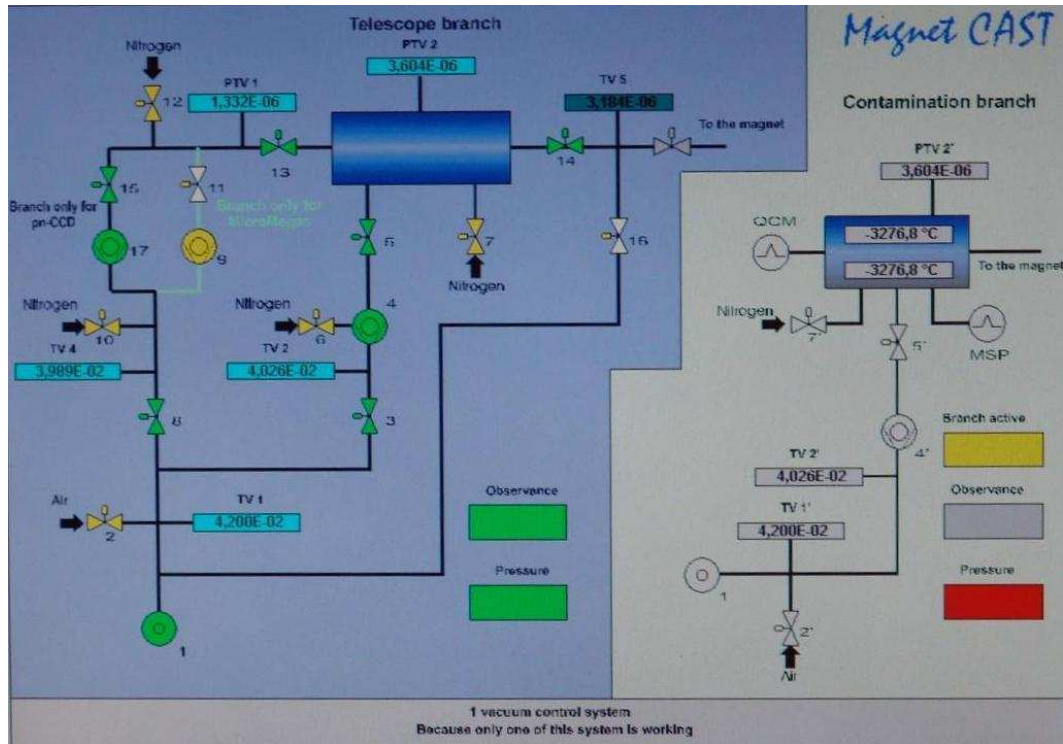 Telescope branch
Magnet CAST
Nitrogen
PTV 2
3,604E-06
12
PTV 1
1,332E-06
TV 5
3,184E-06
To the magnet
Contamination branch
13
14
PTV 2'
3,604E-06
15
11
Branch only for
pn-CCD
Branch only for
MicroMegas
QCM
-3276,8 °C
-3276,8 °C
To the magnet
17
9
5
7
16
Nitrogen
Nitrogen
10
Nitrogen
6
4
Nitrogen
7'
5'
MSP
TV 4
3,989E-02
TV 2
4,026E-02
8
3
Branch active
4'
TV 2'
4,026E-02
Air
2
TV 1
4,200E-02
Observance
Observance
TV 1'
4,200E-02
Pressure
Pressure
1
1
2'
Air
1 vacuum control system
Because only one of this system is working